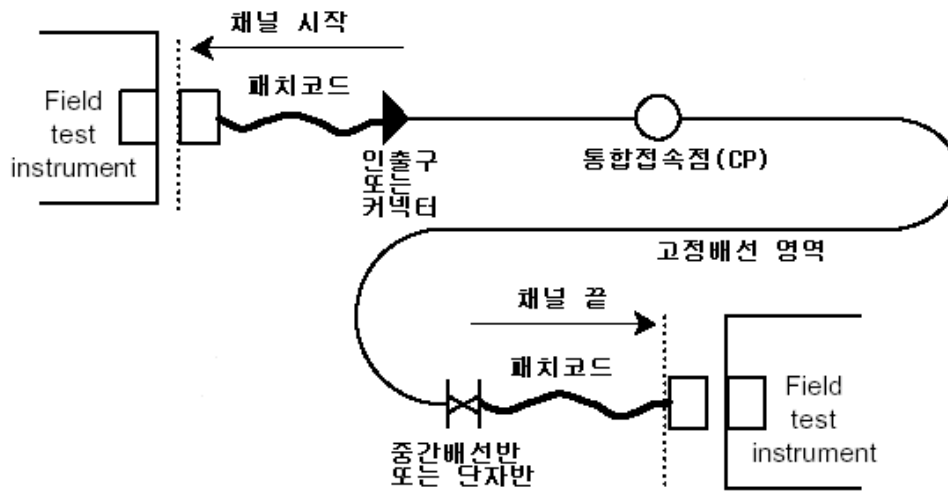 채널 시작
Field
test
instrument
패치코드
인출구
또는
커넥터
통합접속점(CP)
고정배선 영역
채널 끝
패치코드
Field
test
instrument
중간배선반
또는 단자반